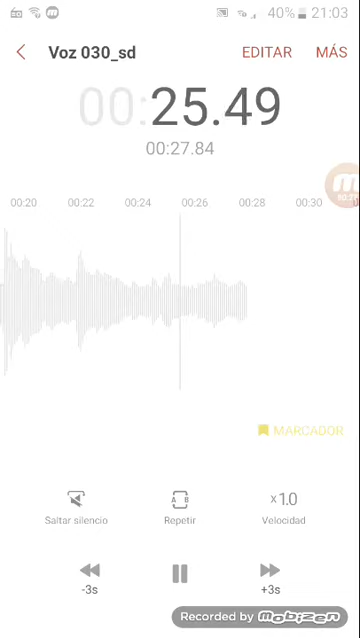 40% 21:03
Voz 030_sd EDITAR MÁS
00:25.49
00:27.84
00:20 00:22 00:24 00:26 00:28 00:30
MARCADOR
A B x1.0
Saltar silencio Repetir Velocidad
-3s +3s
Recorded by mobizen